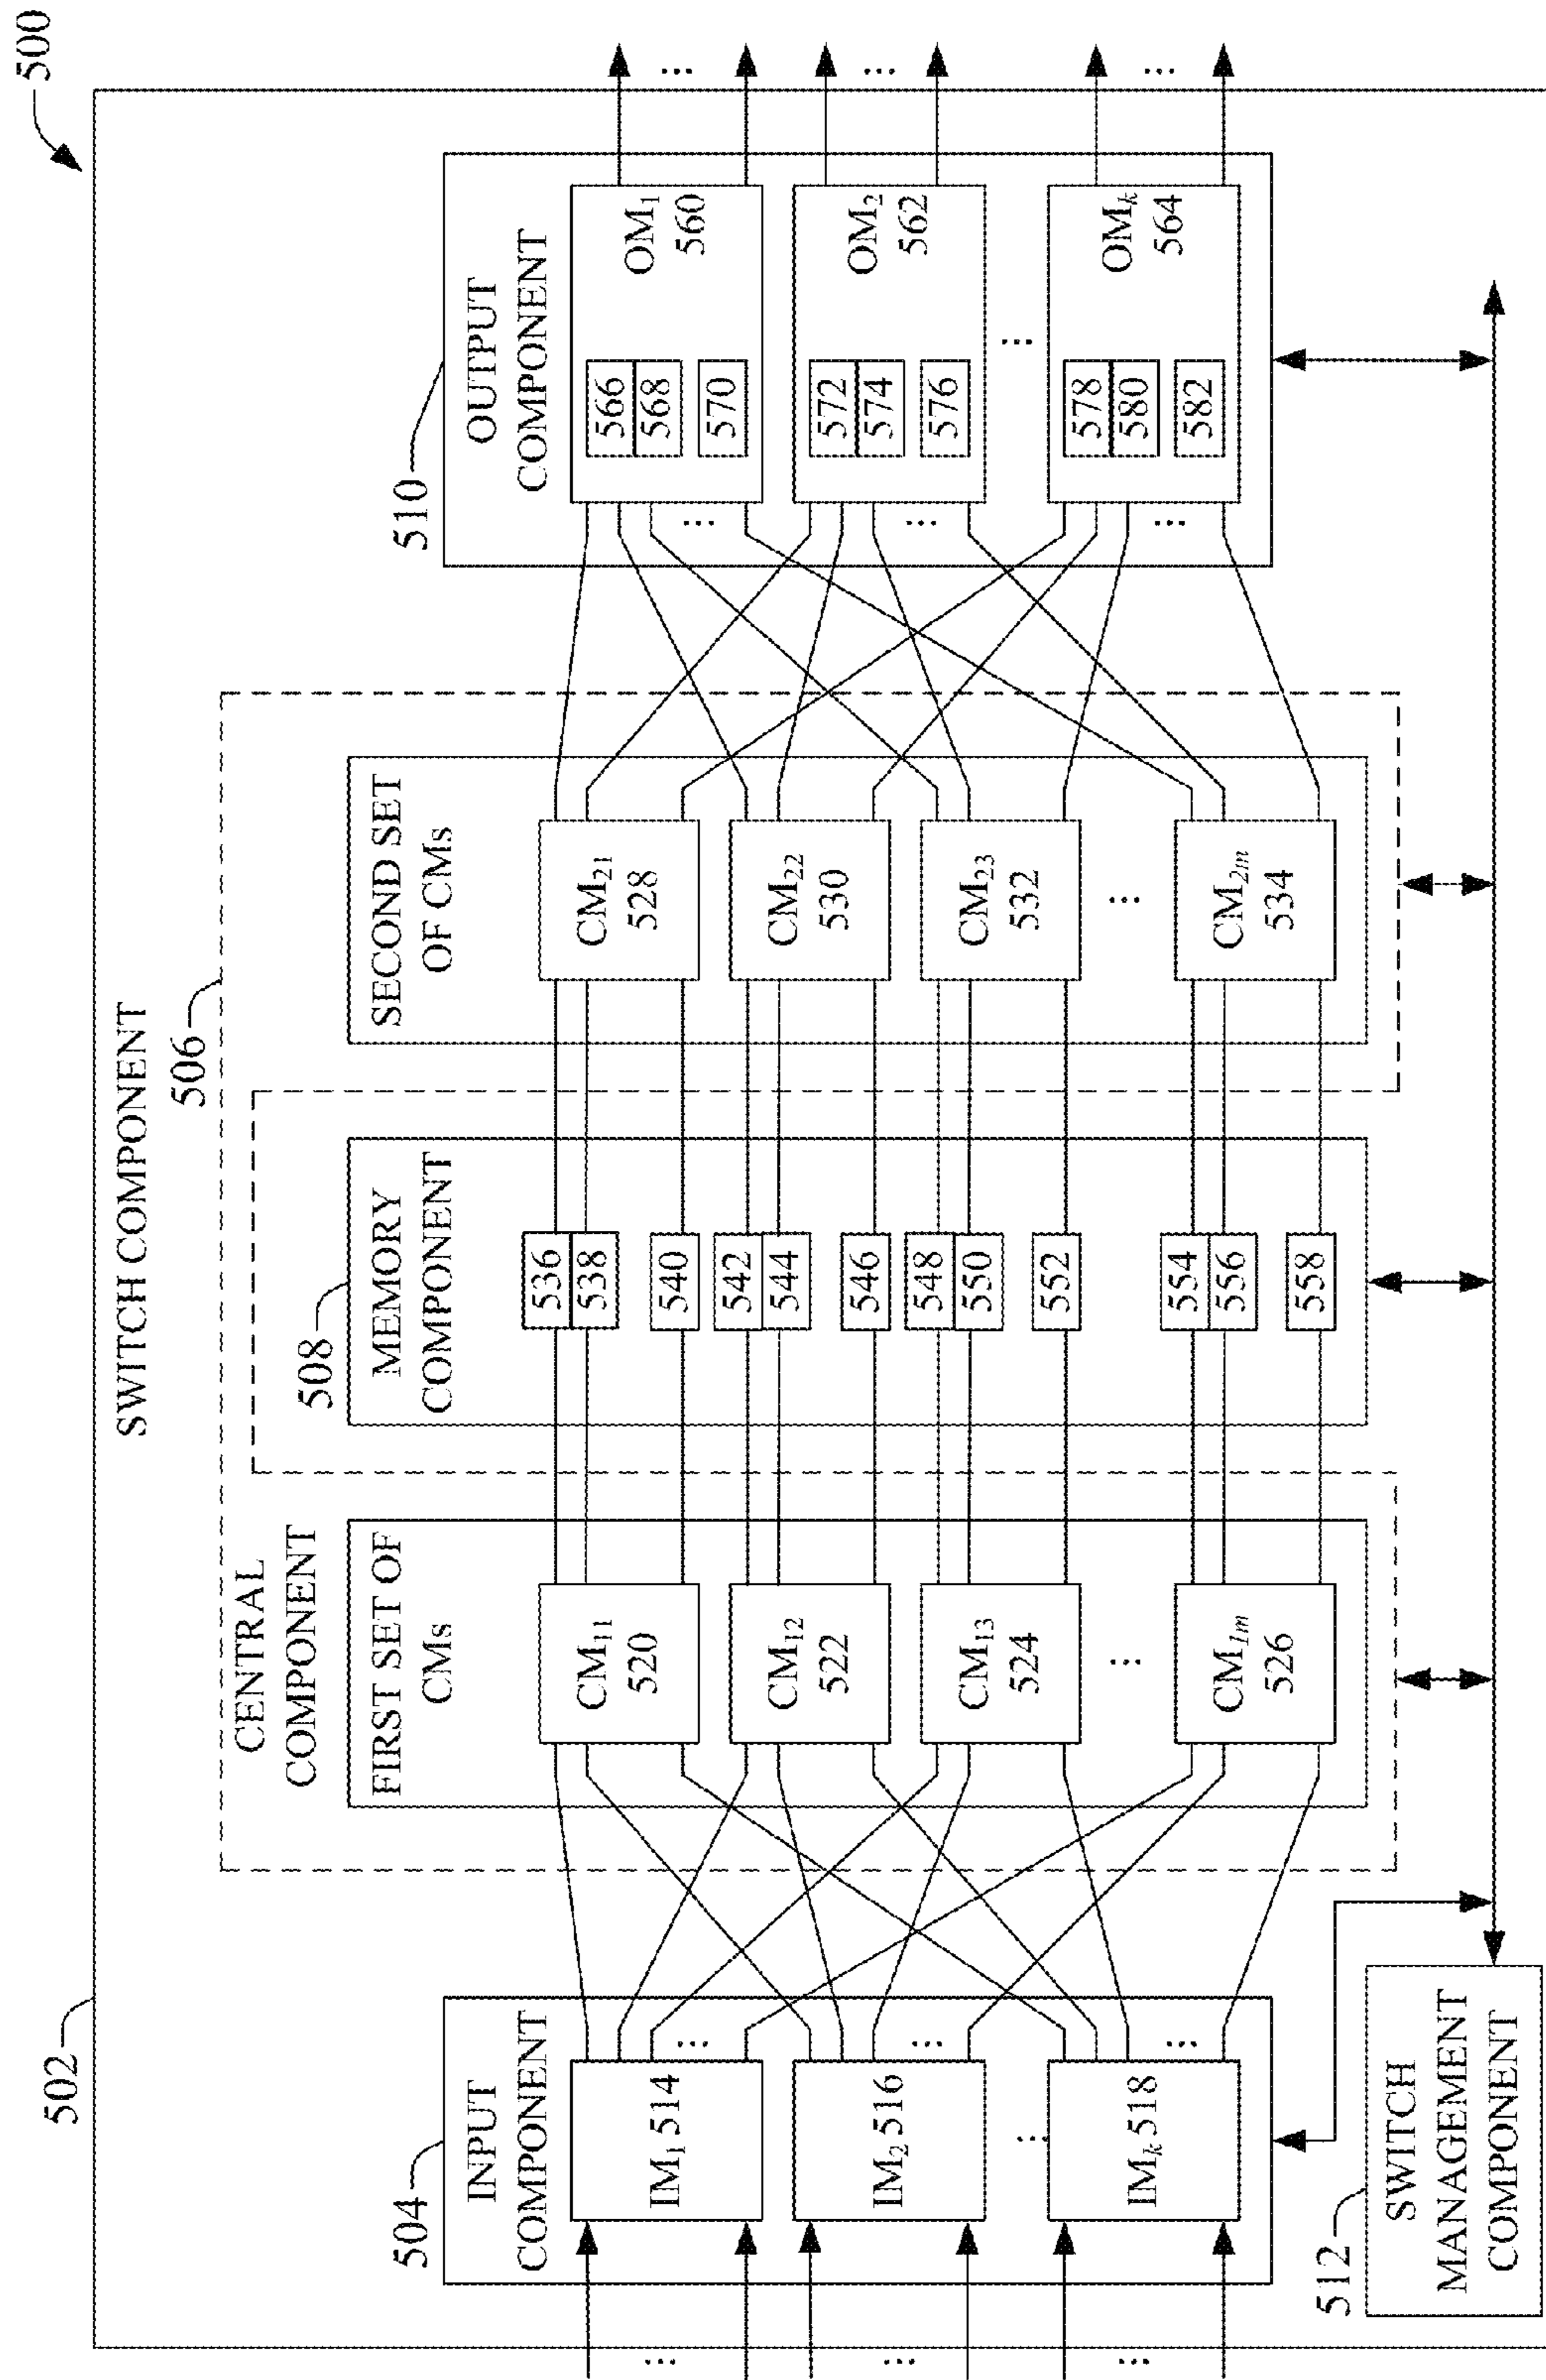 500
502
SWITCH COMPONENT
504
INPUT
COMPONENT
IM1 514
...
IM2 516
...
...
IMk 518
...
...
...
...
506
CENTRAL
COMPONENT
FIRST SET OF
CMs
CM11
520
CM12
522
CM13
524
...
CM1m
526
508
MEMORY
COMPONENT
536
538
540
542
544
546
548
550
552
554
556
558
SECOND SET
OF CMs
CM21
528
CM22
530
CM23
532
...
CM2m
534
510
OUTPUT
COMPONENT
OM1
560
566
568
570
...
...
OM2
562
572
574
576
...
...
...
OMk
564
578
580
582
...
...
512
SWITCH
MANAGEMENT
COMPONENT